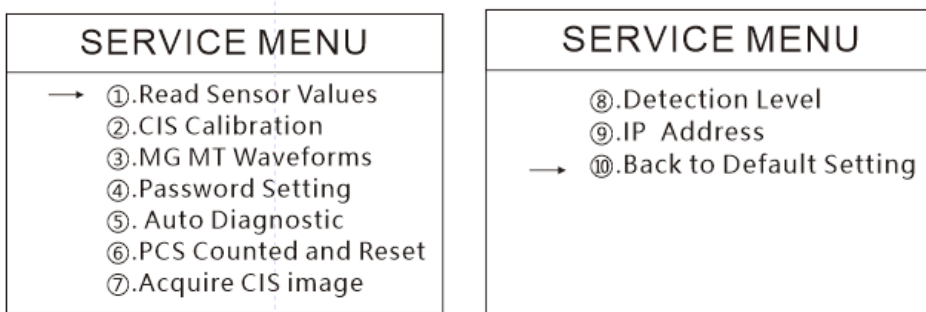 SERVICE MENU
→ ①.Read Sensor Values
②.CIS Calibration
③.MG MT Waveforms
④.Password Setting
⑤. Auto Diagnostic
⑥.PCS Counted and Reset
⑦.Acquire CIS image
SERVICE MENU
⑧.Detection Level
⑨.IP Address
→ ⑩.Back to Default Setting